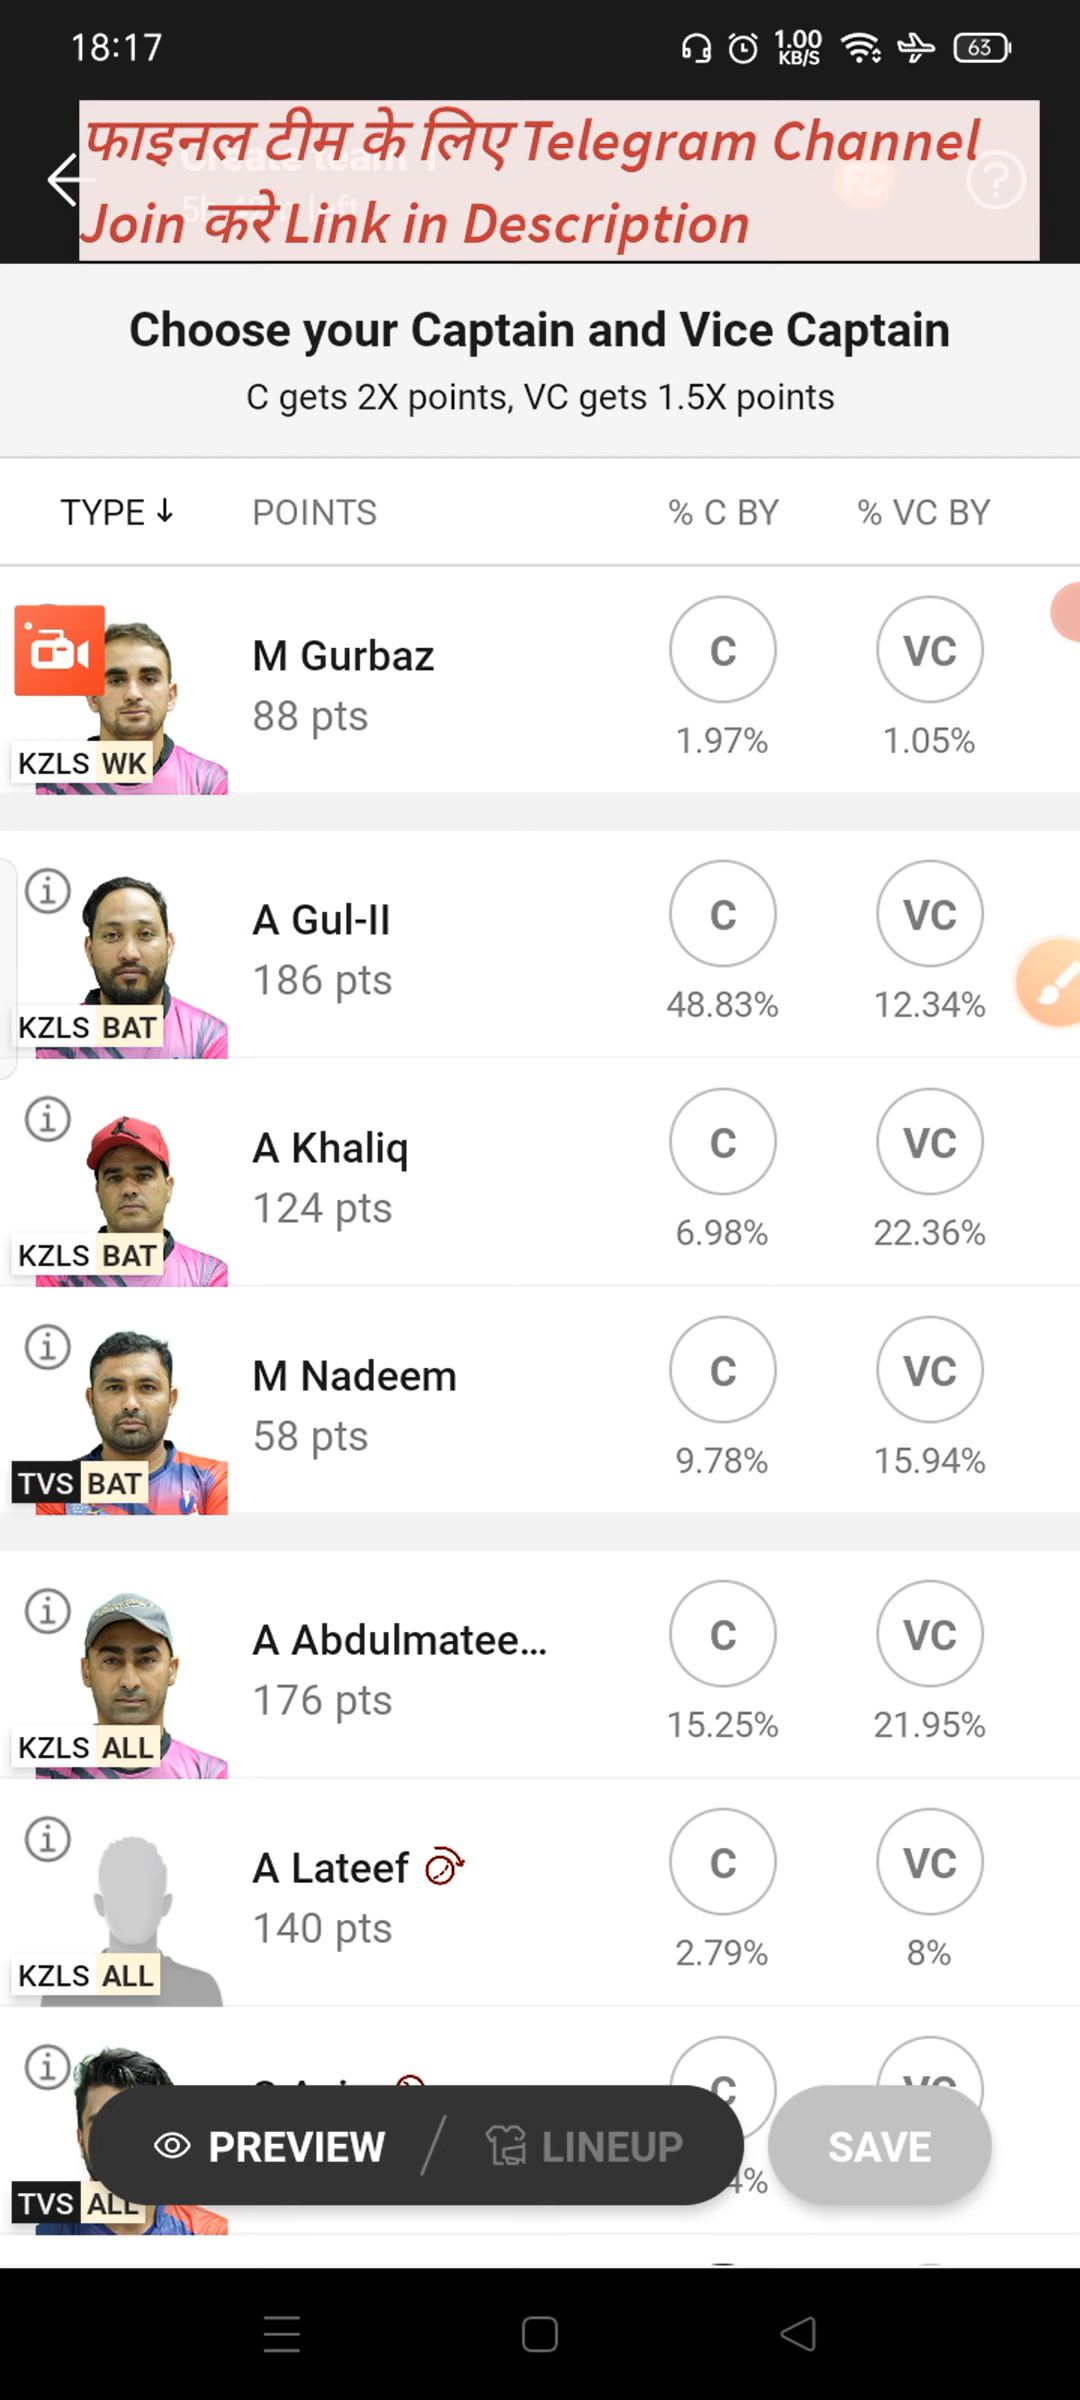 18:17
1.00
KB/S
63
फाइनल टीम के लिए Telegram Channel
Join करे Link in Description
Create team 1
Choose your Captain and Vice Captain
C gets 2X points, VC gets 1.5X points
TYPE ↓ POINTS % C BY % VC BY
M Gurbaz C VC
88 pts 1.97% 1.05%
KZLS WK
A Gul-II C VC
186 pts 48.83% 12.34%
KZLS BAT
A Khaliq C VC
124 pts 6.98% 22.36%
KZLS BAT
M Nadeem C VC
58 pts 9.78% 15.94%
TVS BAT
A Abdulmatee... C VC
176 pts 15.25% 21.95%
KZLS ALL
A Lateef C VC
140 pts 2.79% 8%
KZLS ALL
C VC
PREVIEW / LINEUP SAVE
TVS ALL